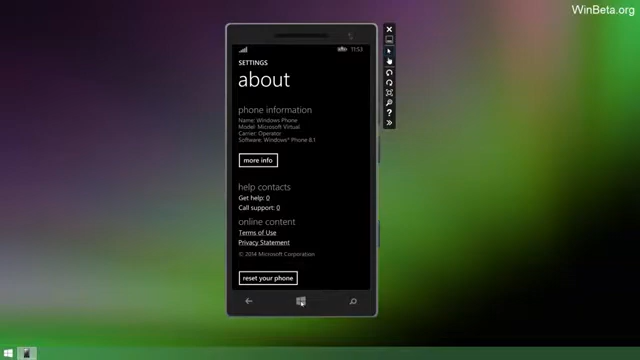 WinBeta.org
11:53
SETTINGS
about
phone information
Name: Windows Phone
Model: Microsoft Virtual
Carrier: Operator
Software: Windows® Phone 8.1
more info
help contacts
Get help: 0
Call support: 0
online content
Terms of Use
Privacy Statement
© 2014 Microsoft Corporation
reset your phone